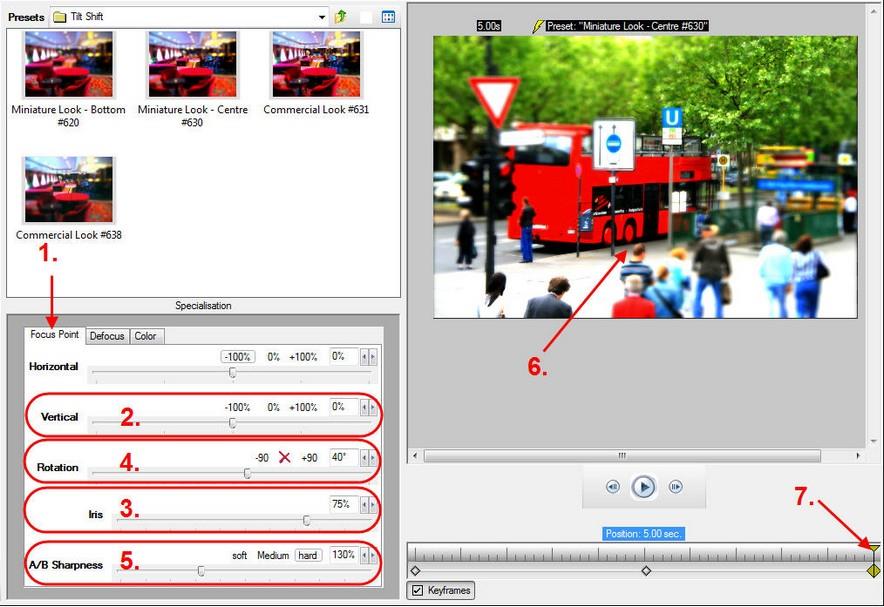 Presets Tilt Shift
5.00s Preset: "Miniature Look - Centre #630"
Miniature Look - Bottom
#620
Miniature Look - Centre
#630
Commercial Look #631
Commercial Look #638
U
1.
Specialisation
Focus Point Defocus Color
Horizontal -100% 0% +100% 0%
Vertical 2. -100% 0% +100% 0%
Rotation 4. -90 +90 40°
Iris 3. 75%
A/B Sharpness 5. soft Medium hard 130%
6.
7.
Position: 5.00 sec.
Keyframes